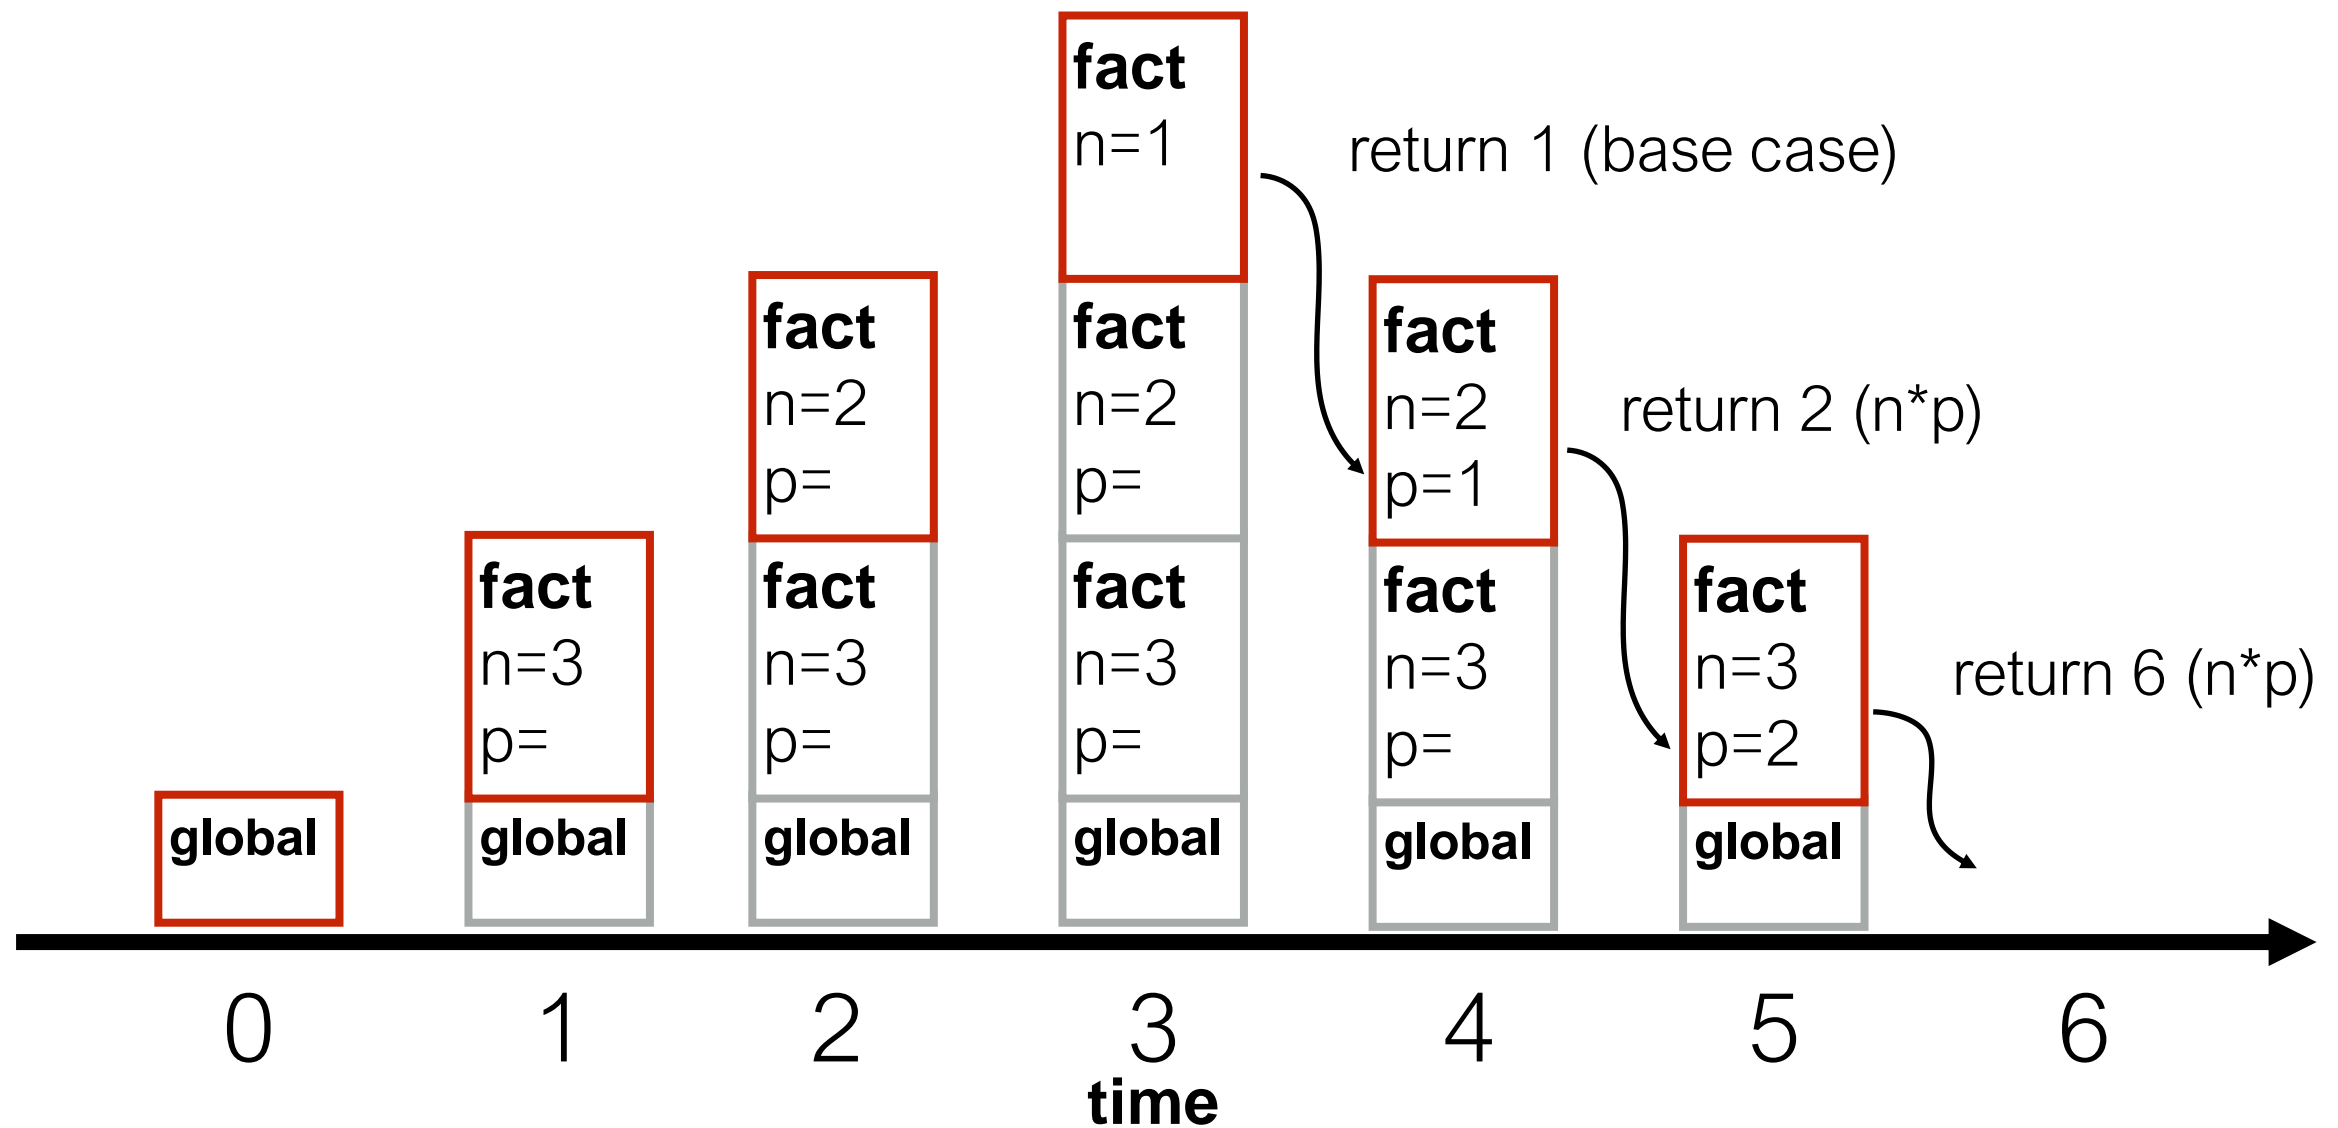 fact
n=1
return 1 (base case)
fact
n=2
p=
fact
n=2
p=
fact
n=2
p=1
return 2 (n*p)
fact
n=3
p=
fact
n=3
p=
fact
n=3
p=
fact
n=3
p=
fact
n=3
p=2
return 6 (n*p)
global
global
global
global
global
global
0
1
2
3
4
5
6
time